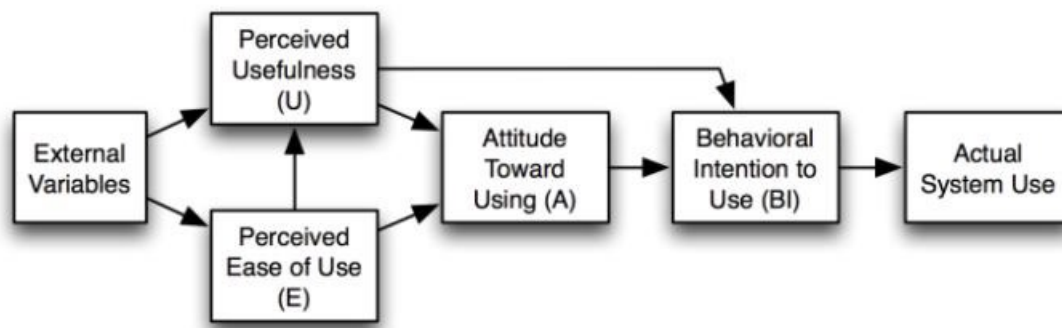 Perceived
Usefulness
(U)
External
Variables
Perceived
Ease of Use
(E)
Attitude
Toward
Using (A)
Behavioral
Intention to
Use (BI)
Actual
System Use